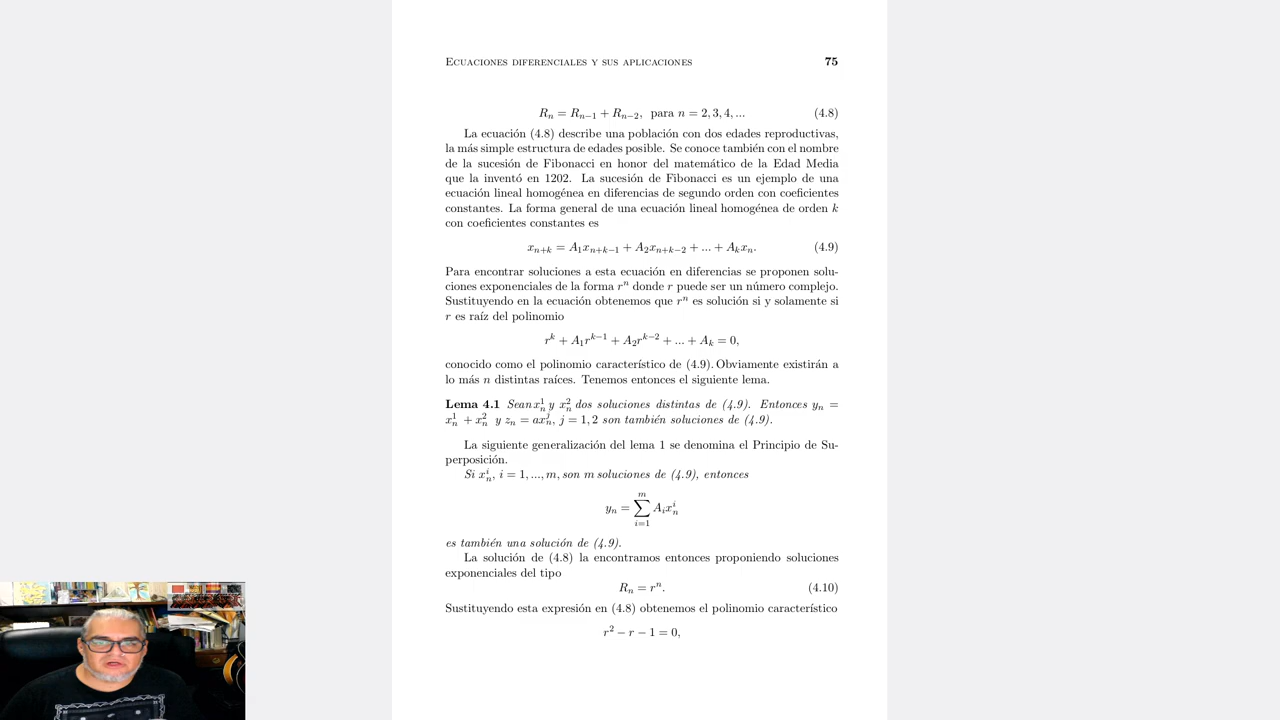 Ecuaciones diferenciales y sus aplicaciones 75
R_n = R_{n−1} + R_{n−2}, para n = 2, 3, 4, ... (4.8)
La ecuación (4.8) describe una población con dos edades reproductivas,
la más simple estructura de edades posible. Se conoce también con el nombre
de la sucesión de Fibonacci en honor del matemático de la Edad Media
que la inventó en 1202. La sucesión de Fibonacci es un ejemplo de una
ecuación lineal homogénea en diferencias de segundo orden con coeficientes
constantes. La forma general de una ecuación lineal homogénea de orden k
con coeficientes constantes es
x_{n+k} = A_1x_{n+k−1} + A_2x_{n+k−2} + ... + A_kx_n. (4.9)
Para encontrar soluciones a esta ecuación en diferencias se proponen solu-
ciones exponenciales de la forma r^n donde r puede ser un número complejo.
Sustituyendo en la ecuación obtenemos que r^n es solución si y solamente si
r es raíz del polinomio
r^k + A_1r^{k−1} + A_2r^{k−2} + ... + A_k = 0,
conocido como el polinomio característico de (4.9). Obviamente existirán a
lo más n distintas raíces. Tenemos entonces el siguiente lema.
Lema 4.1 Sean x_n^1 y x_n^2 dos soluciones distintas de (4.9). Entonces y_n =
x_n^1 + x_n^2 y z_n = ax_n^j, j = 1, 2 son también soluciones de (4.9).
La siguiente generalización del lema 1 se denomina el Principio de Su-
perposición.
Si x_n^i, i = 1, ..., m, son m soluciones de (4.9), entonces
y_n = ∑_{i=1}^{m} A_ix_n^i
es también una solución de (4.9).
La solución de (4.8) la encontramos entonces proponiendo soluciones
exponenciales del tipo
R_n = r^n. (4.10)
Sustituyendo esta expresión en (4.8) obtenemos el polinomio característico
r^2 − r − 1 = 0,